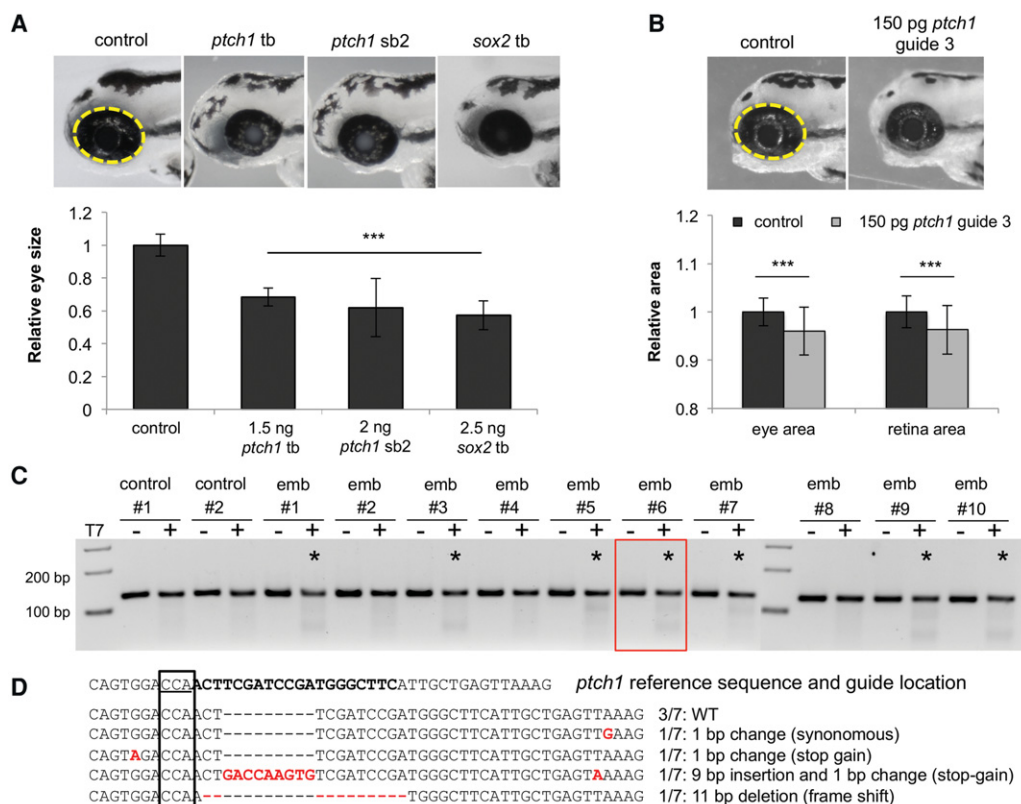 A
control
ptch1 tb
ptch1 sb2
sox2 tb
Relative eye size
1.2
1
0.8
0.6
0.4
0.2
0
***
control
1.5 ng ptch1 tb
2 ng ptch1 sb2
2.5 ng sox2 tb
B
control
150 pg ptch1 guide 3
control
150 pg ptch1 guide 3
Relative area
1.2
1.1
1
0.9
0.8
***
***
eye area
retina area
C
control #1
control #2
emb #1
emb #2
emb #3
emb #4
emb #5
emb #6
emb #7
emb #8
emb #9
emb #10
T7 - + - + - + - + - + - + - + - + - + - + - + - +
* * * * * * *
200 bp
100 bp
D
CAGTGGACCAACTTCGATCCGATGGGCTTCATTGCTGAGTTAAAG ptch1 reference sequence and guide location
CAGTGGACCAACT---------TCGATCCGATGGGCTTCATTGCTGAGTTAAAG 3/7: WT
CAGTGGACCAACT---------TCGATCCGATGGGCTTCATTGCTGAGTTGAAG 1/7: 1 bp change (synonomous)
CAGTAGACCAACT---------TCGATCCGATGGGCTTCATTGCTGAGTTAAAG 1/7: 1 bp change (stop gain)
CAGTGGACCAACTGACCAAGTGTCGATCCGATGGGCTTCATTGCTGAGTAAAAG 1/7: 9 bp insertion and 1 bp change (stop-gain)
CAGTGGACCAA--------------------TGGGCTTCATTGCTGAGTTAAAG 1/7: 11 bp deletion (frame shift)